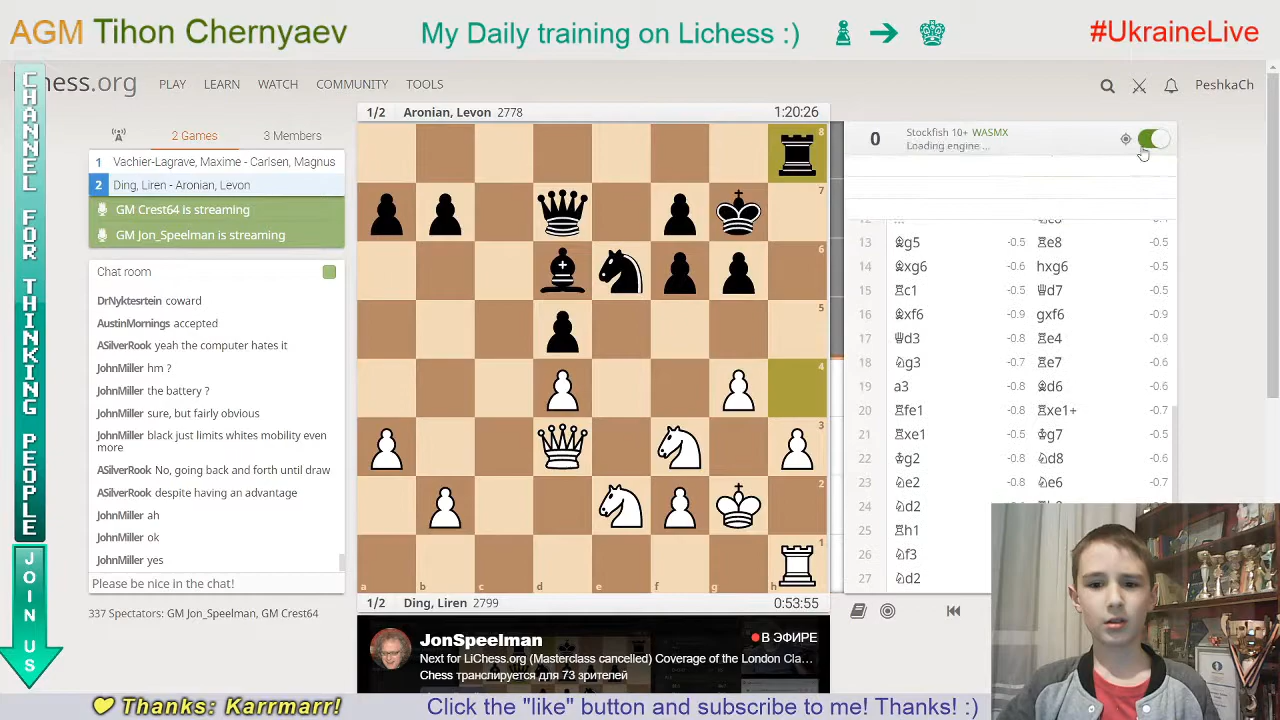 AGM Tihon Chernyaev
My Daily training on Lichess :)
#UkraineLive
CHANNEL FOR THINKING PEOPLE
JOIN US
hess.org
PLAY LEARN WATCH COMMUNITY TOOLS
PeshkaCh
2 Games 3 Members
1 Vachier-Lagrave, Maxime - Carlsen, Magnus
2 Ding, Liren - Aronian, Levon
GM Crest64 is streaming
GM Jon_Speelman is streaming
Chat room
DrNyktesrtein coward
AustinMornings accepted
ASilverRook yeah the computer hates it
JohnMiller hm ?
JohnMiller the battery ?
JohnMiller sure, but fairly obvious
JohnMiller black just limits whites mobility even
more
ASilverRook No, going back and forth until draw
ASilverRook despite having an advantage
JohnMiller ah
JohnMiller ok
JohnMiller yes
Please be nice in the chat!
337 Spectators: GM Jon_Speelman, GM Crest64
1/2 Aronian, Levon 2778 1:20:26
8
7
6
5
4
3
2
1
a b c d e f g h
1/2 Ding, Liren 2799 0:53:55
JonSpeelman
В ЭФИРЕ
Next for LiChess.org (Masterclass cancelled) Coverage of the London Cla...
Chess транслируется для 73 зрителей
0 Stockfish 10+ WASMX
Loading engine ...
13 ♗g5 -0.5 ♖e8 -0.5
14 ♗xg6 -0.6 hxg6 -0.5
15 ♖c1 -0.5 ♕d7 -0.5
16 ♗xf6 -0.9 gxf6 -0.9
17 ♕d3 -0.9 ♖e4 -0.6
18 ♘g3 -0.7 ♖e7 -0.6
19 a3 -0.8 ♗d6 -0.6
20 ♖fe1 -0.8 ♖xe1+ -0.7
21 ♖xe1 -0.5 ♔g7 -0.5
22 ♔g2 -0.8 ♘d8 -0.5
23 ♘e2 -0.8 ♘e6 -0.7
24 ♘d2
25 ♖h1
26 ♘f3
27 ♘d2
Thanks: Karrmarr!
Click the "like" button and subscribe to me! Thanks! :)